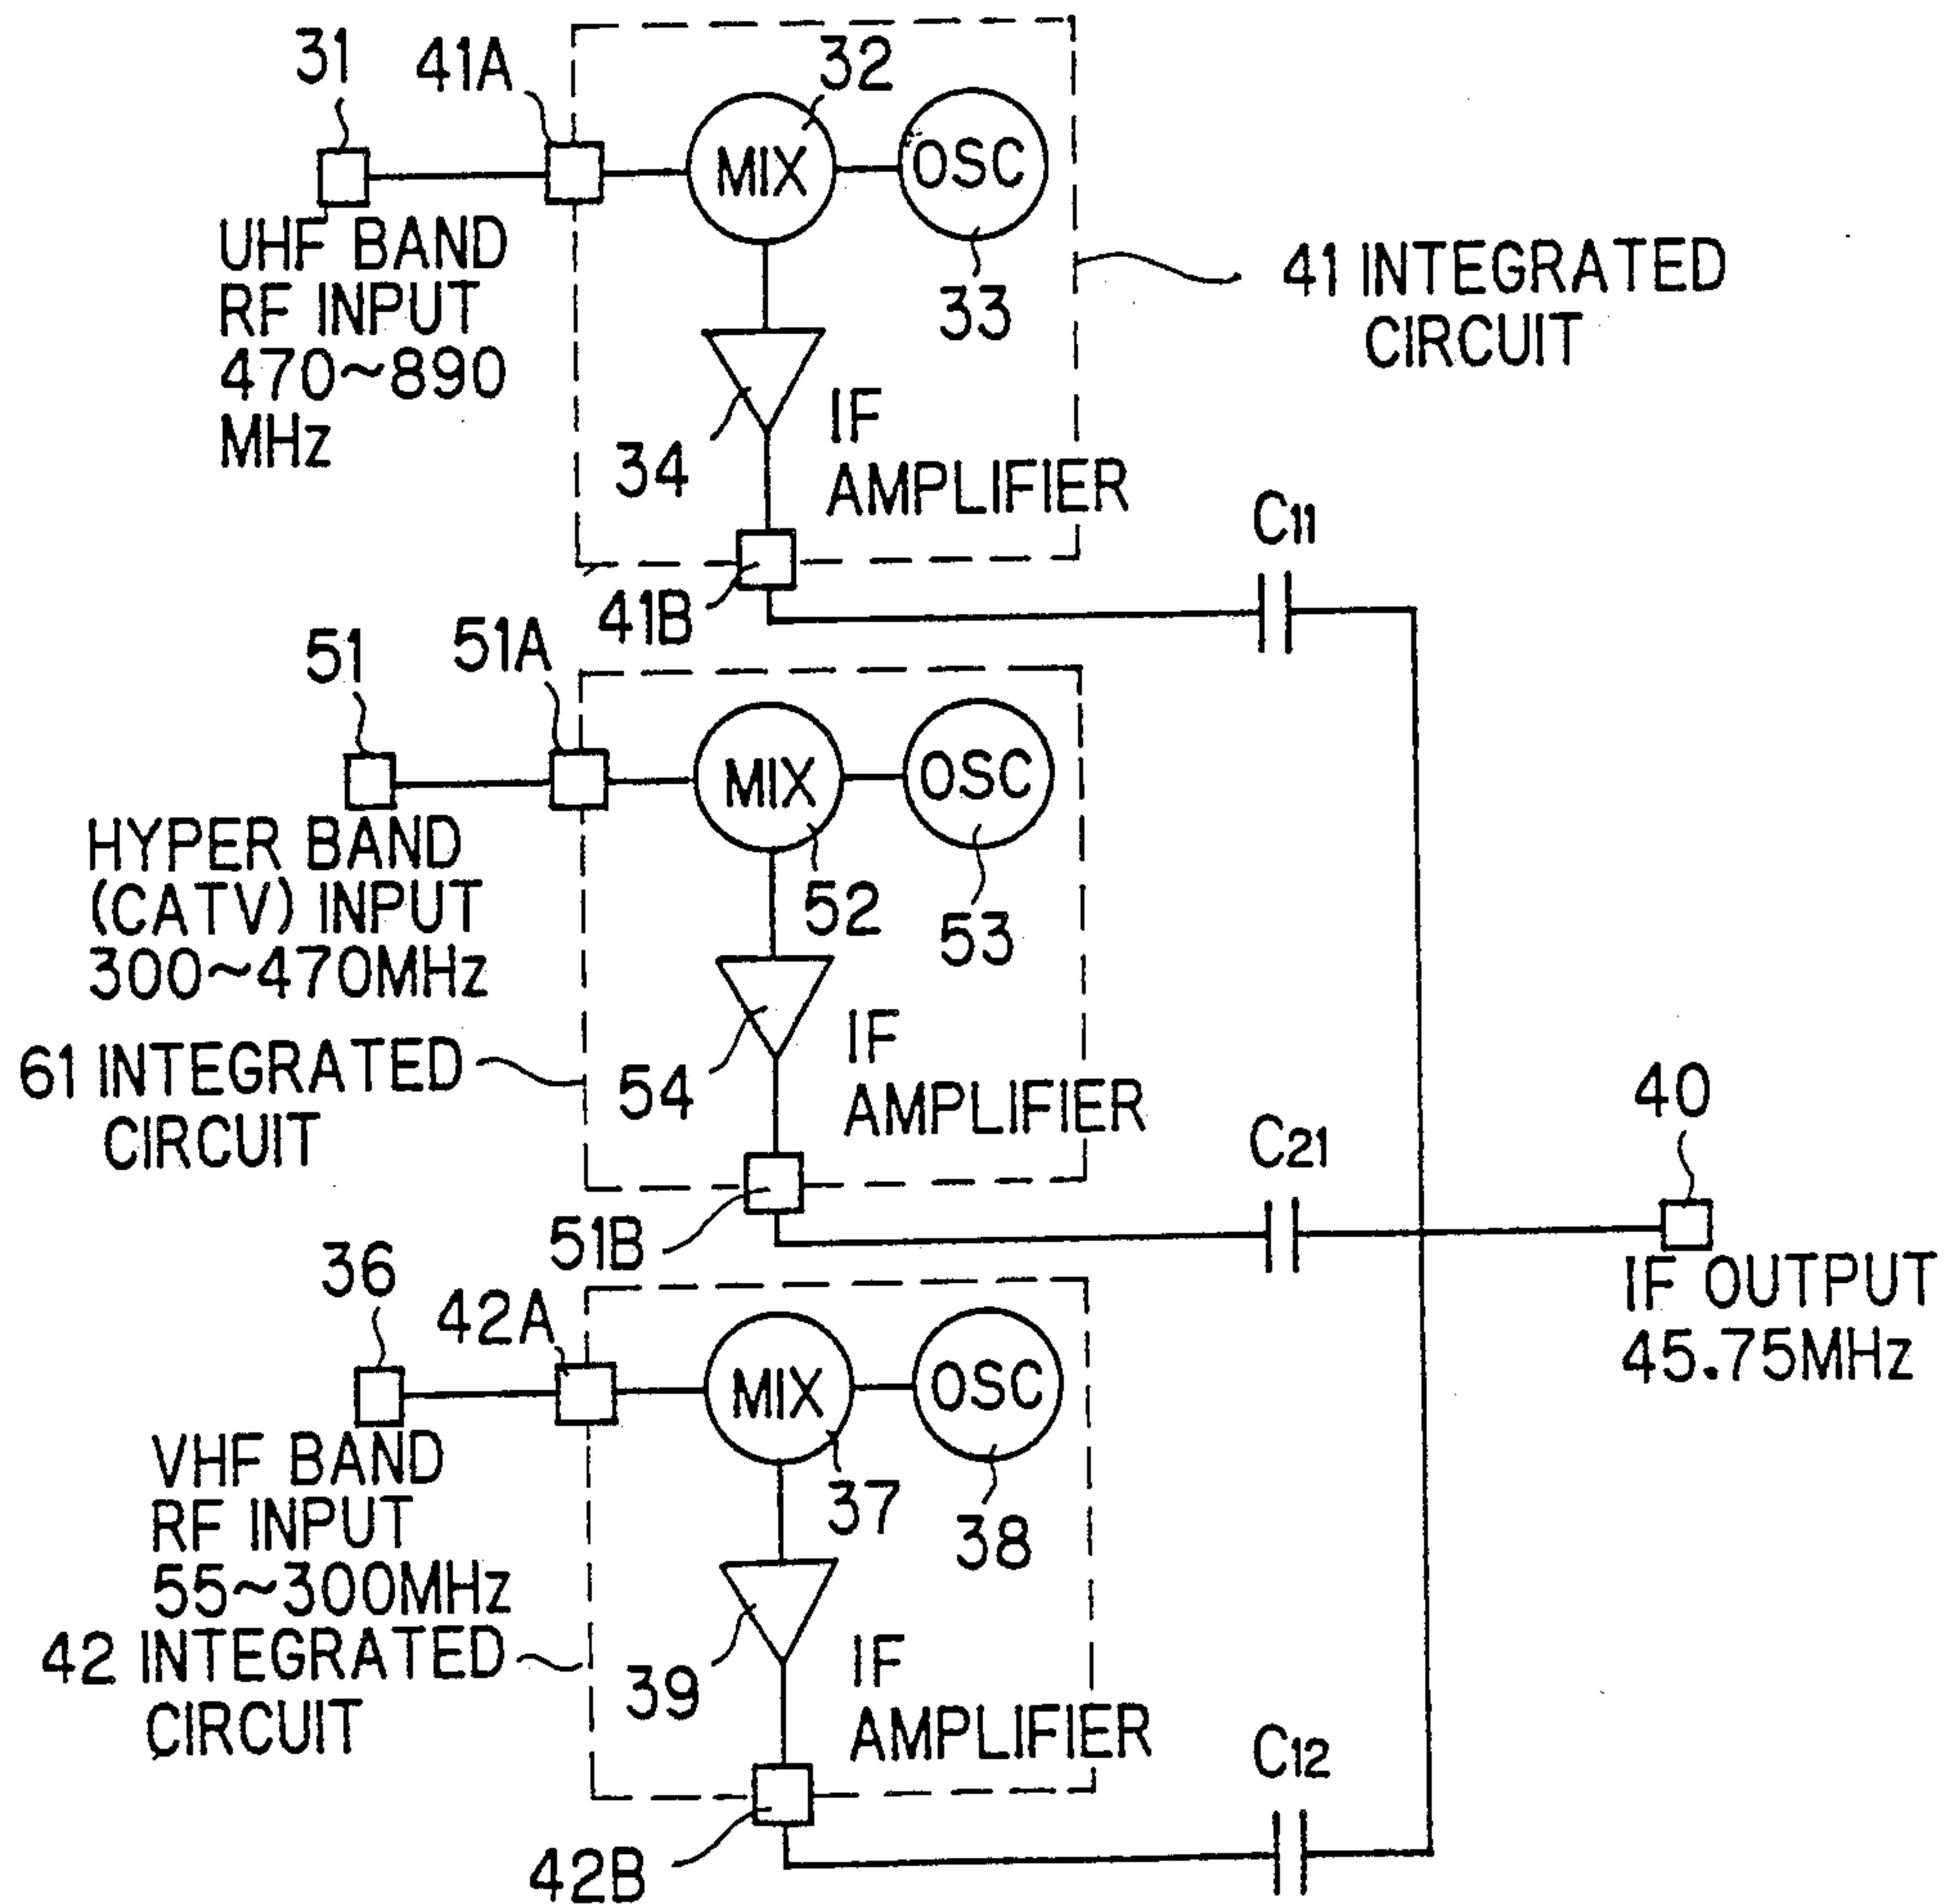 31
41A
32
MIX
OSC
UHF BAND
RF INPUT
470~890
MHz
33
41 INTEGRATED
CIRCUIT
34
IF
AMPLIFIER
41B
C11
51
51A
MIX
OSC
HYPER BAND
(CATV) INPUT
300~470MHz
52
53
61 INTEGRATED
CIRCUIT
54
IF
AMPLIFIER
51B
C21
40
IF OUTPUT
45.75MHz
36
42A
MIX
OSC
VHF BAND
RF INPUT
55~300MHz
37
38
42 INTEGRATED
CIRCUIT
39
IF
AMPLIFIER
42B
C12